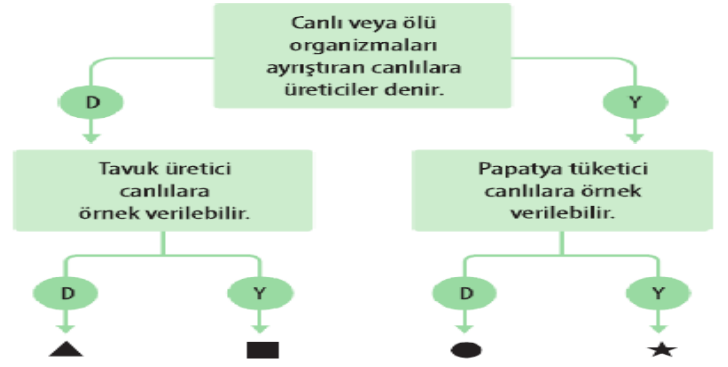 Canlı veya ölü
organizmaları
ayrıştıran canlılara
üreticiler denir.
D
Y
Tavuk üretici
canlılara
örnek verilebilir.
Papatya tüketici
canlılara örnek
verilebilir.
D
Y
D
Y